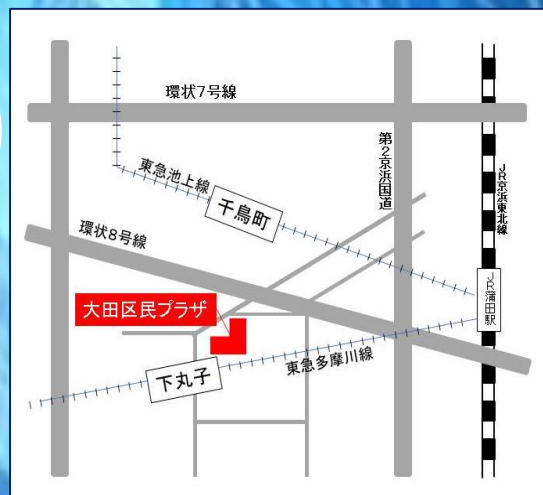 環状7号線
第2京浜国道
JR京浜東北線
東急池上線
千鳥町
環状8号線
JR蒲田駅
大田区民プラザ
東急多摩川線
下丸子